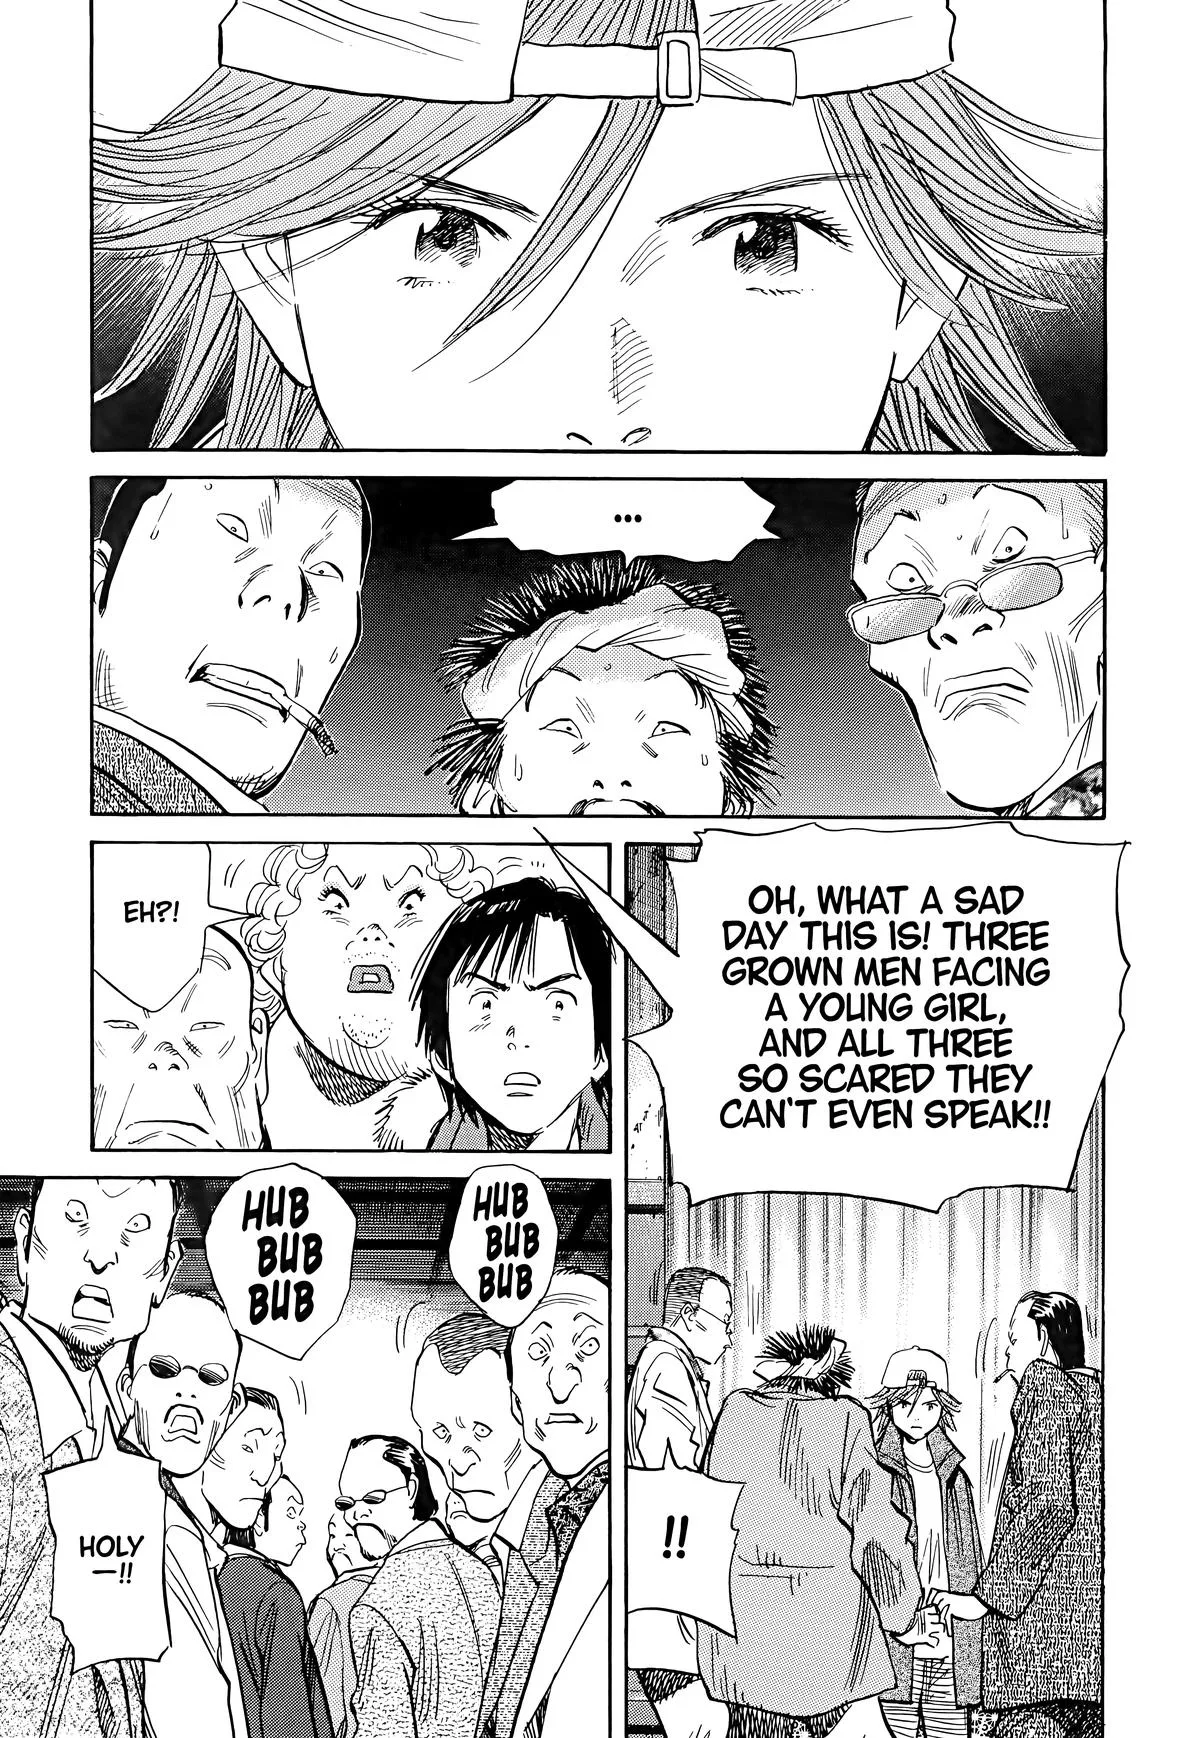 ...
OH, WHAT A SAD
DAY THIS IS! THREE
GROWN MEN FACING
A YOUNG GIRL,
AND ALL THREE
SO SCARED THEY
CAN'T EVEN SPEAK!!
EH?!
!!
HUB
BUB
BUB
HUB
BUB
BUB
HOLY
—!!